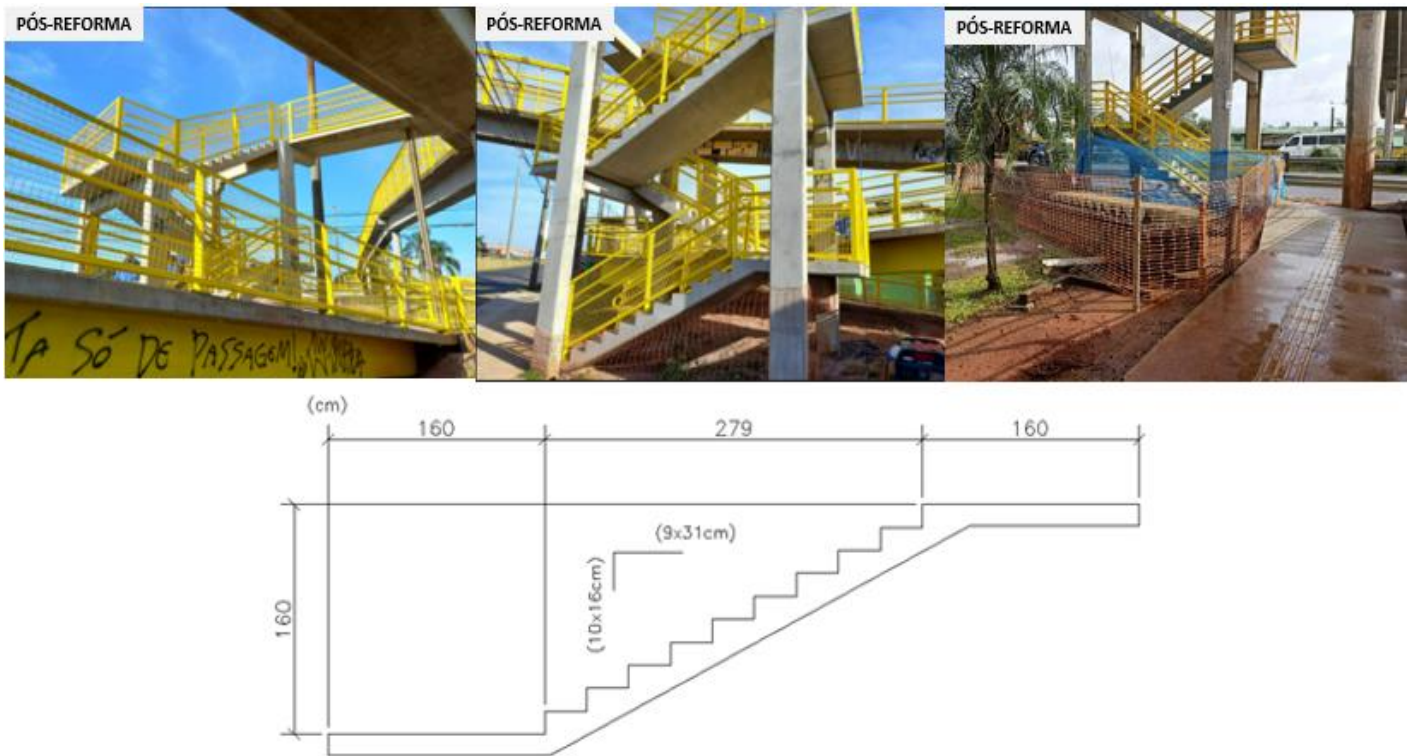 PÓS-REFORMA
PÓS-REFORMA
PÓS-REFORMA
TA SÓ DE PASSAGEM!
(cm)
160
279
160
160
(9x31cm)
(10x16cm)